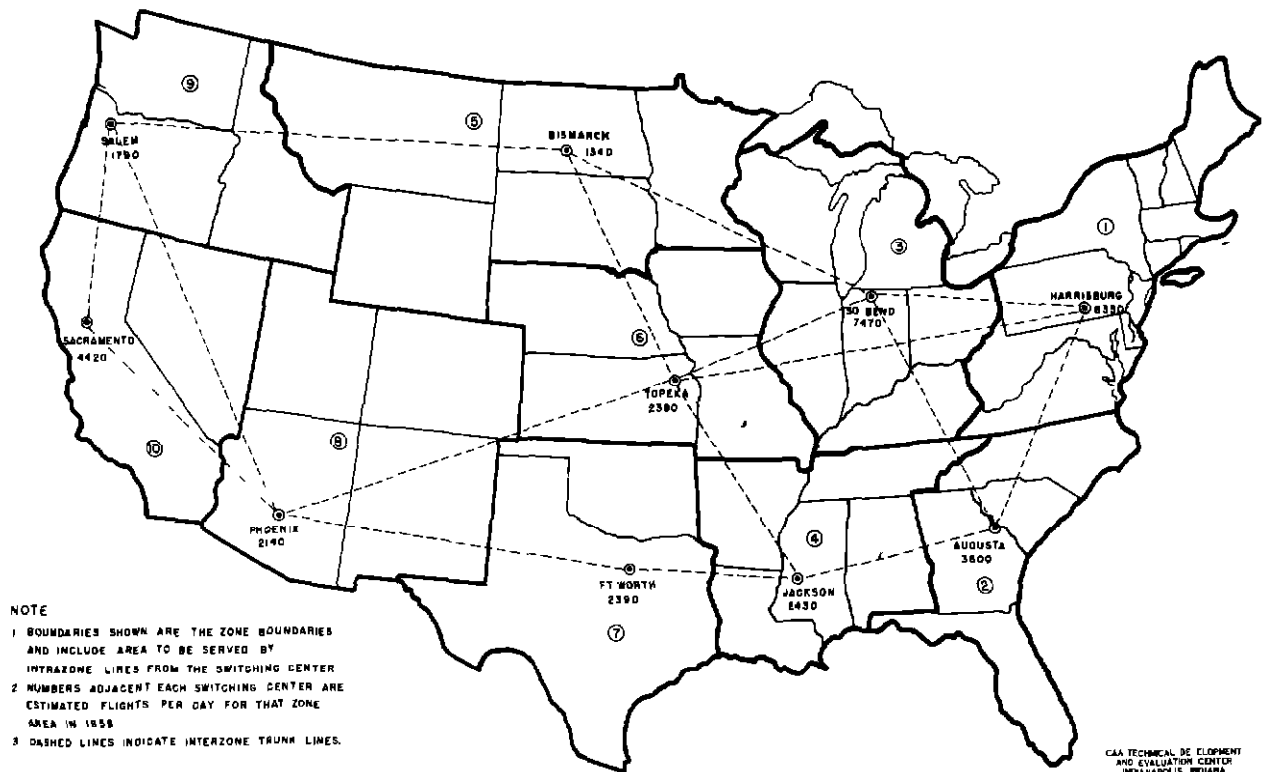 9
SALEM
1790
5
BISMARCK
1340
3
1
SO BEND
7470
HARRISBURG
SACRAMENTO
4420
6
TOPEKA
2380
10
8
PHOENIX
2140
FT WORTH
2390
7
4
JACKSON
2430
AUGUSTA
3600
2
NOTE
1 BOUNDARIES SHOWN ARE THE ZONE BOUNDARIES
AND INCLUDE AREA TO BE SERVED BY
INTRAZONE LINES FROM THE SWITCHING CENTER
2 NUMBERS ADJACENT EACH SWITCHING CENTER ARE
ESTIMATED FLIGHTS PER DAY FOR THAT ZONE
AREA IN
3 DASHED LINES INDICATE INTERZONE TRUNK LINES.
CAA TECHNICAL DE ELOPMENT
AND EVALUATION CENTER
INDIANAPOLIS, INDIANA